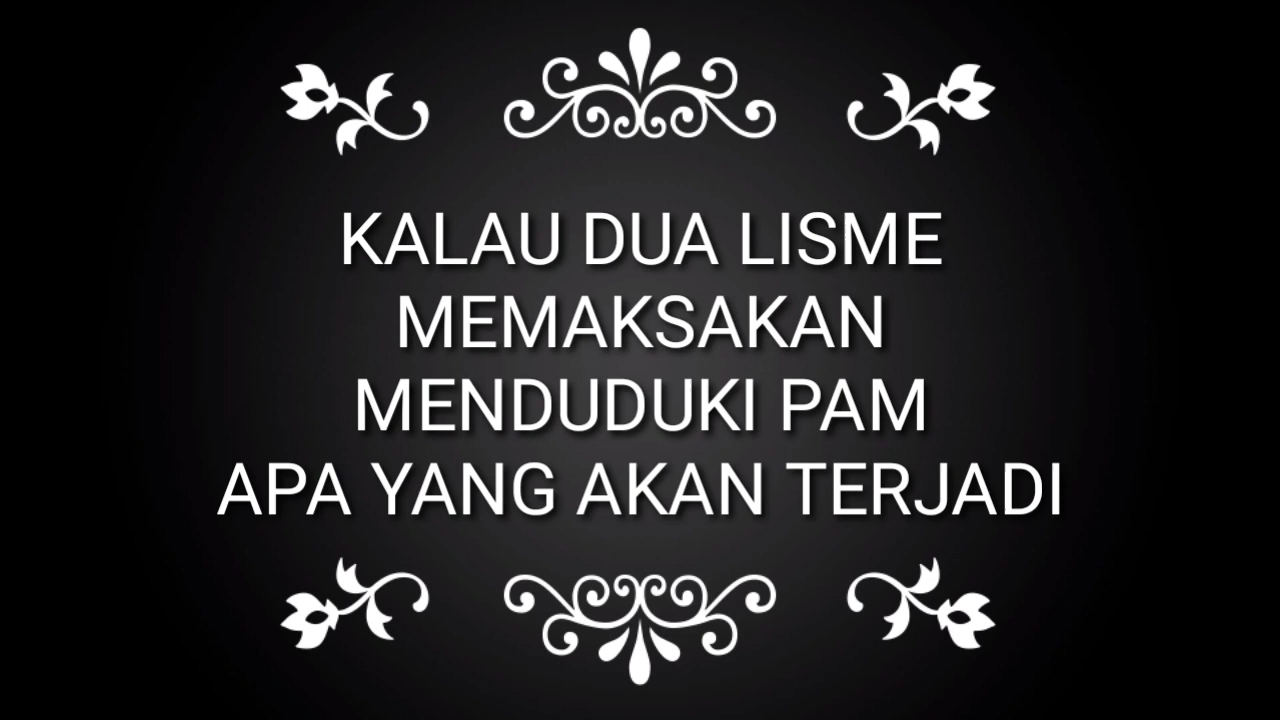 KALAU DUA LISME
MEMAKSAKAN
MENDUDUKI PAM
APA YANG AKAN TERJADI